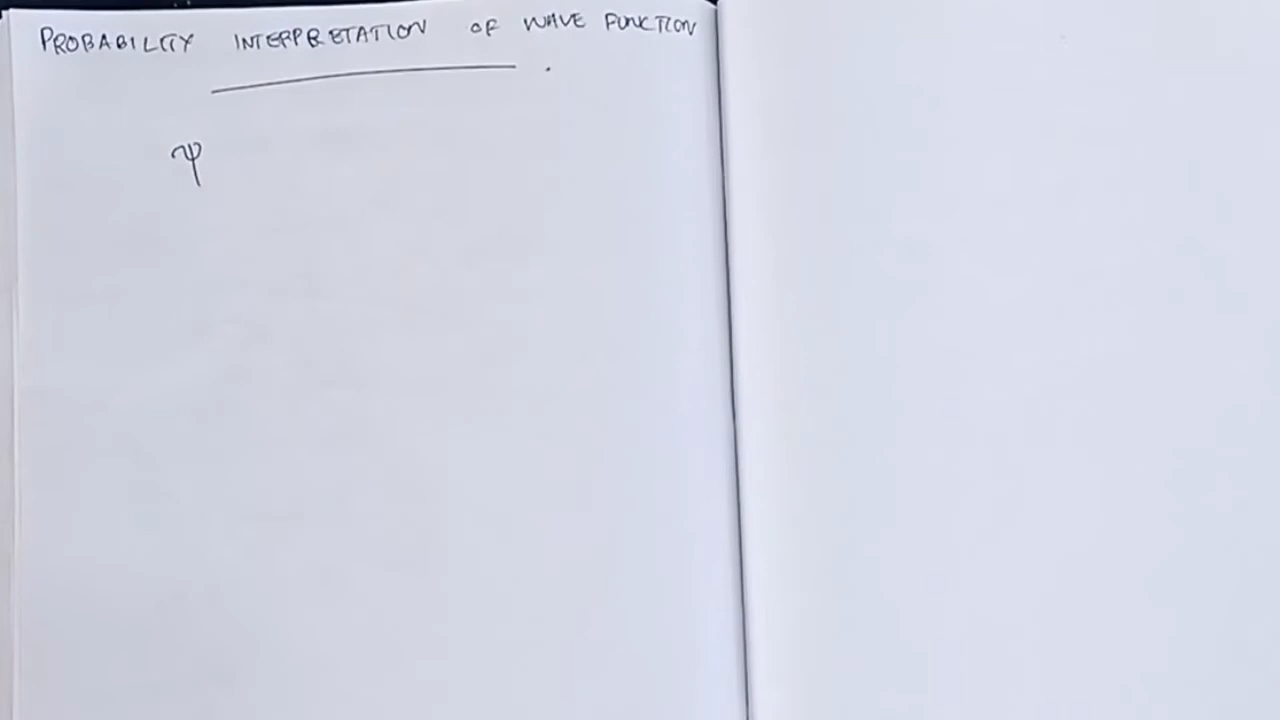 PROBABILITY INTERPRETATION OF WAVE FUNCTION
ψ